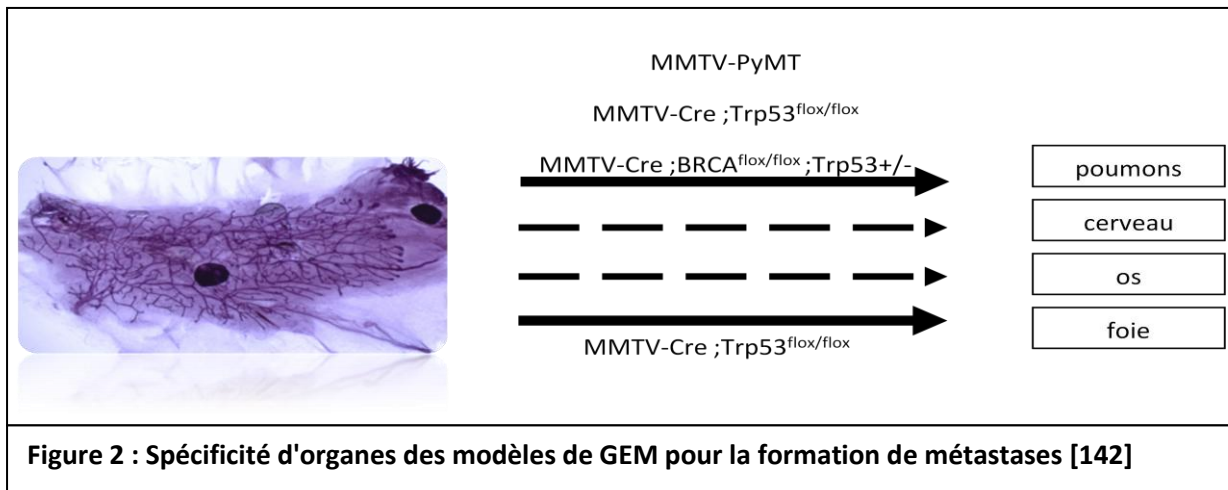 MMTV-PyMT
MMTV-Cre ;Trp53flox/flox
MMTV-Cre ;BRCAflox/flox ;Trp53+/-
poumons
cerveau
os
foie
MMTV-Cre ;Trp53flox/flox
Figure 2 : Spécificité d'organes des modèles de GEM pour la formation de métastases [142]